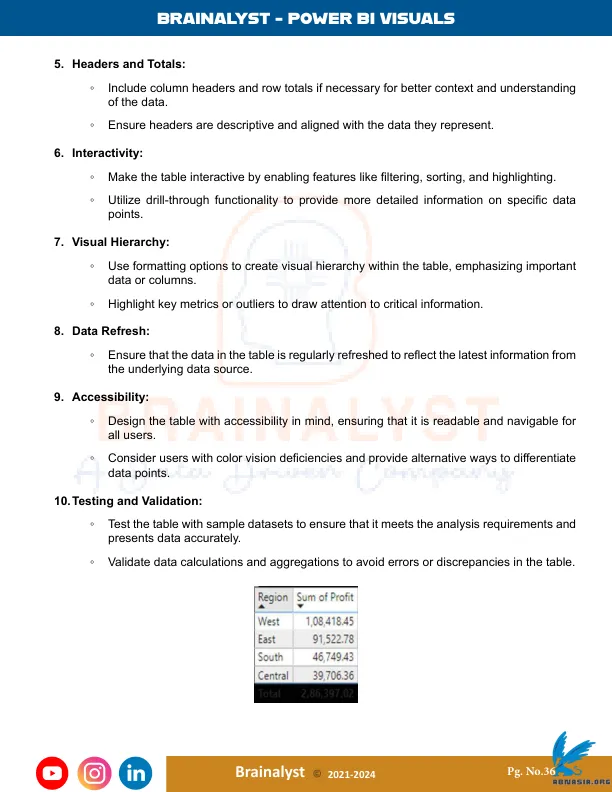 BRAINALYST - POWER BI VISUALS
5. Headers and Totals:
◦ Include column headers and row totals if necessary for better context and understanding
of the data.
◦ Ensure headers are descriptive and aligned with the data they represent.
6. Interactivity:
◦ Make the table interactive by enabling features like filtering, sorting, and highlighting.
◦ Utilize drill-through functionality to provide more detailed information on specific data
points.
7. Visual Hierarchy:
◦ Use formatting options to create visual hierarchy within the table, emphasizing important
data or columns.
◦ Highlight key metrics or outliers to draw attention to critical information.
8. Data Refresh:
◦ Ensure that the data in the table is regularly refreshed to reflect the latest information from
the underlying data source.
9. Accessibility:
◦ Design the table with accessibility in mind, ensuring that it is readable and navigable for
all users.
◦ Consider users with color vision deficiencies and provide alternative ways to differentiate
data points.
10. Testing and Validation:
◦ Test the table with sample datasets to ensure that it meets the analysis requirements and
presents data accurately.
◦ Validate data calculations and aggregations to avoid errors or discrepancies in the table.
BRAINALYST
A Data Driven Company
Region Sum of Profit
West 1,08,418.45
East 91,522.78
South 46,749.43
Central 39,706.36
Total 2,86,397.02
Brainalyst © 2021-2024
Pg. No.36
ABNASIA.ORG